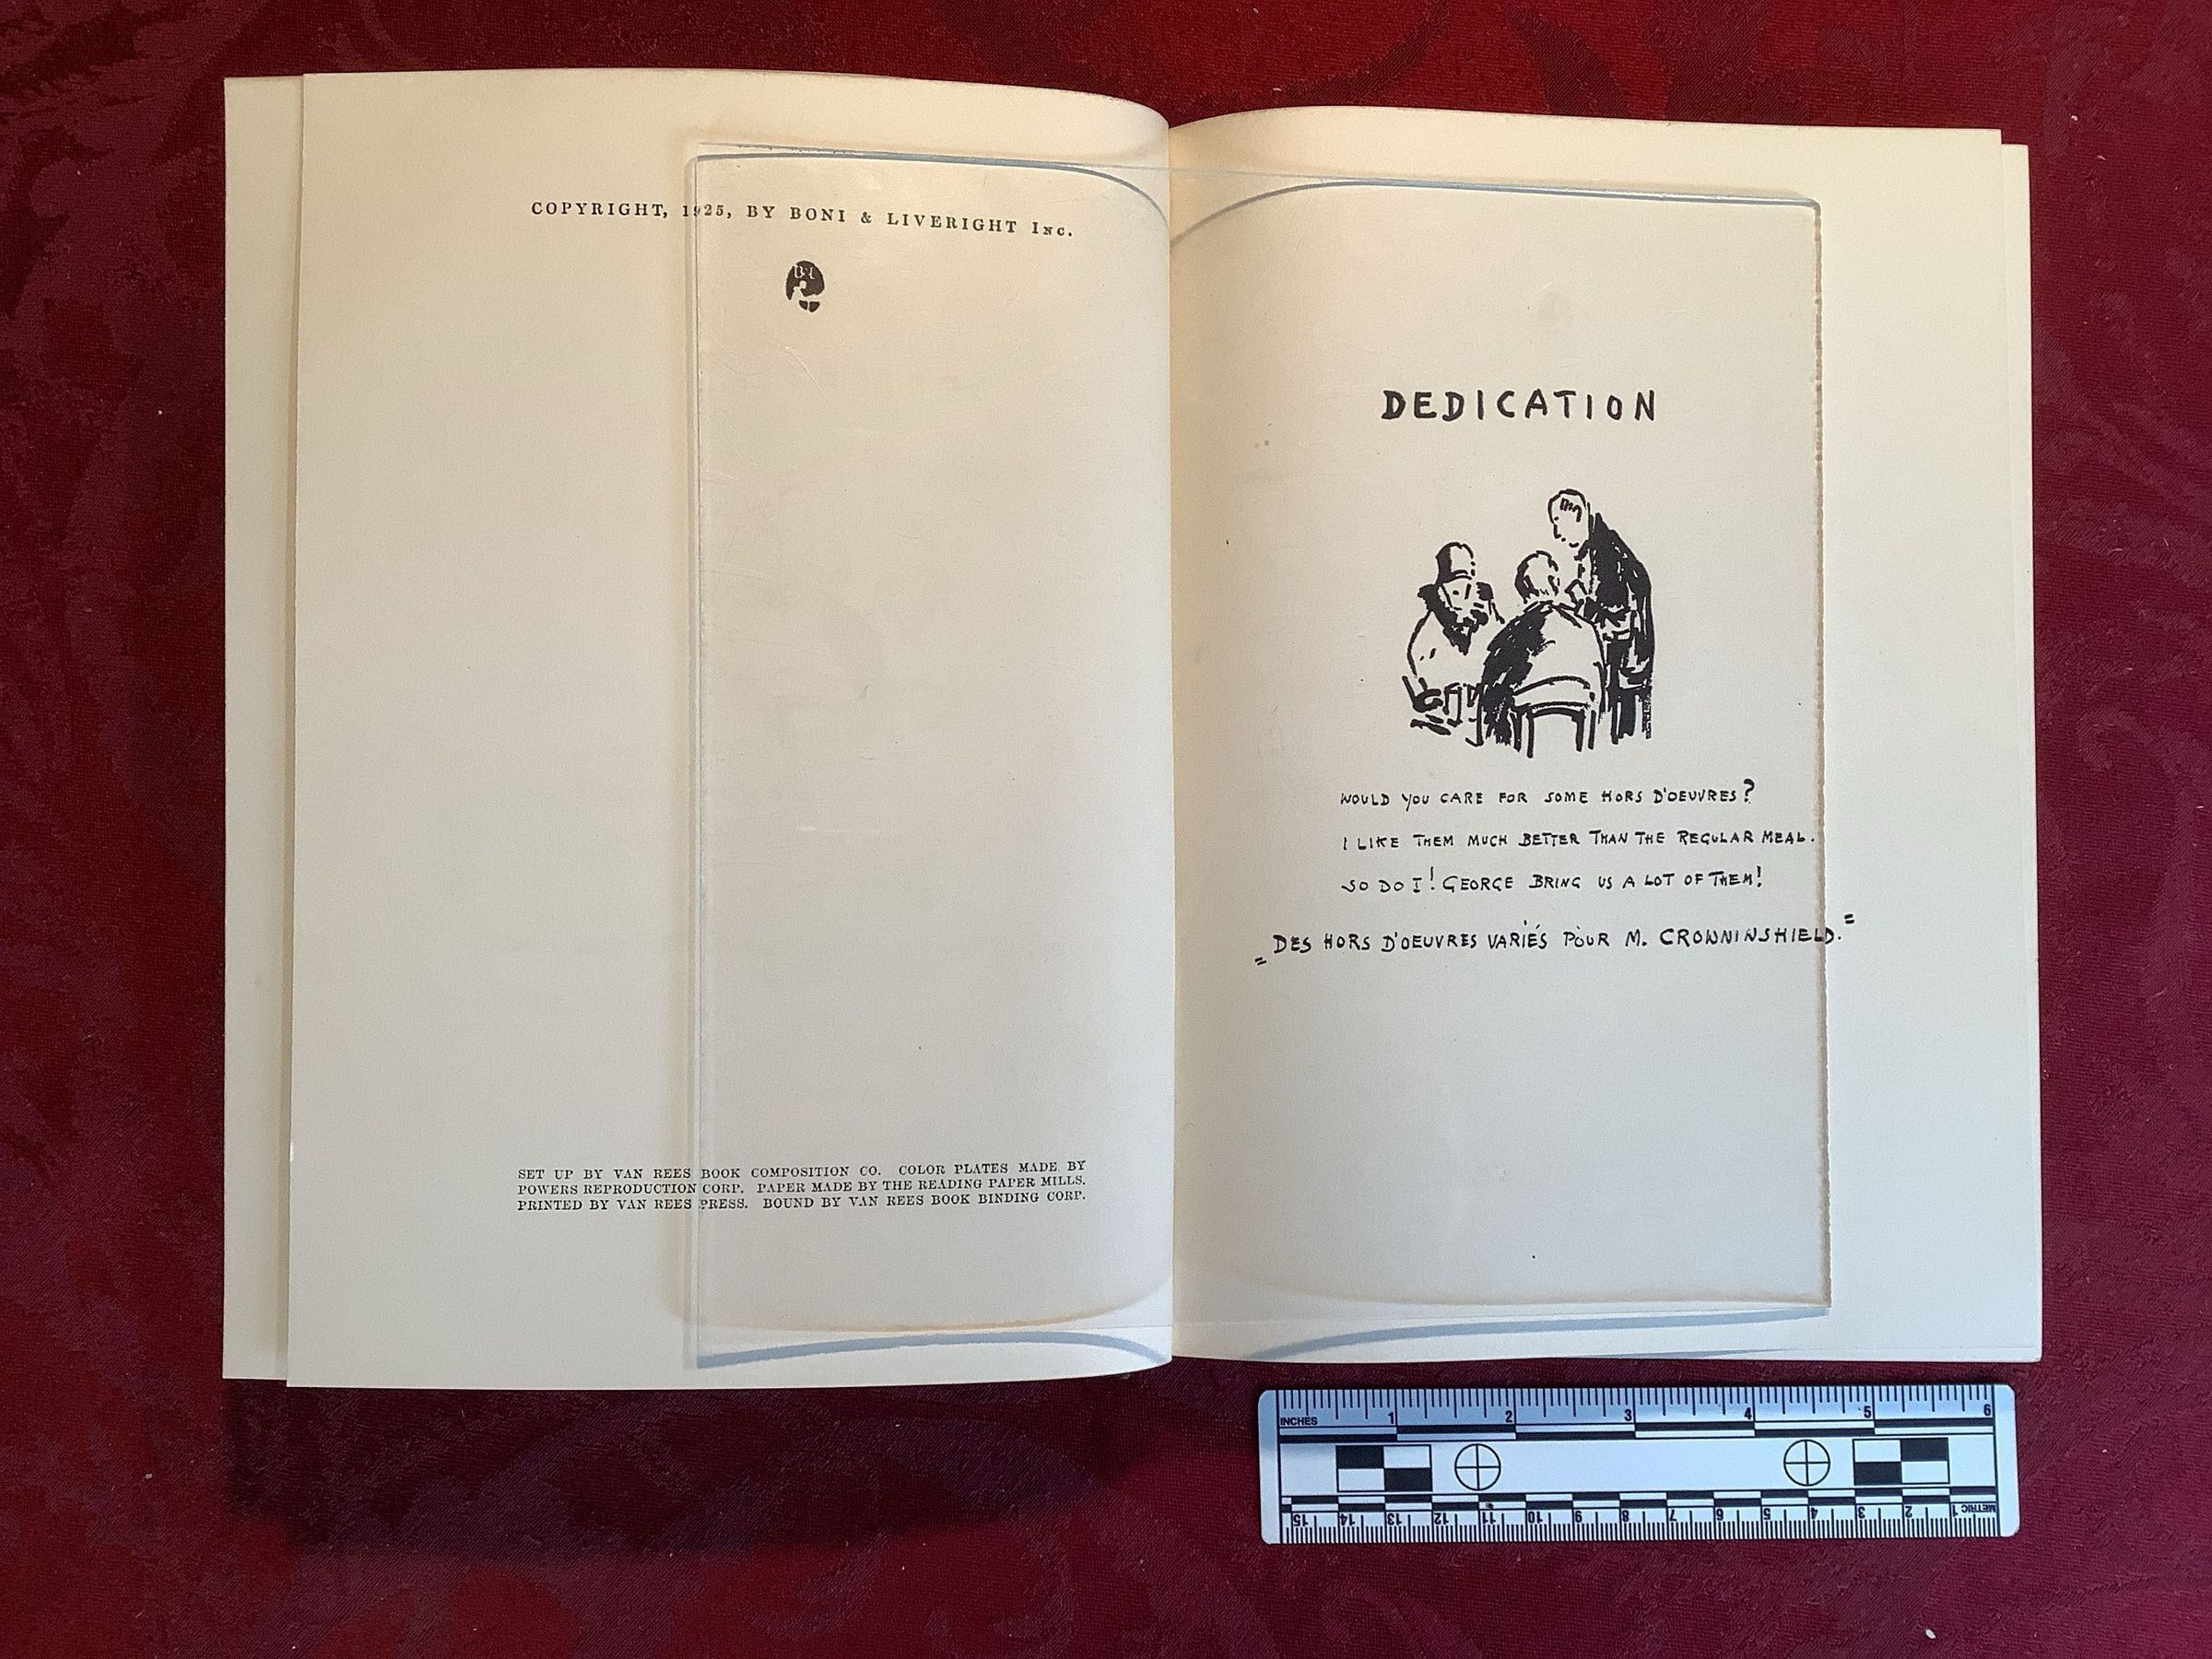 COPYRIGHT, 1925, BY BONI & LIVERIGHT INC.
B L
SET UP BY VAN REES BOOK COMPOSITION CO. COLOR PLATES MADE BY
POWERS REPRODUCTION CORP. PAPER MADE BY THE READING PAPER MILLS.
PRINTED BY VAN REES PRESS. BOUND BY VAN REES BOOK BINDING CORP.
DEDICATION
WOULD YOU CARE FOR SOME HORS D'OEUVRES?
I LIKE THEM MUCH BETTER THAN THE REGULAR MEAL.
SO DO I! GEORGE BRING US A LOT OF THEM!
„DES HORS D'OEUVRES VARIÉS POUR M. CROWNINSHIELD."
INCHES 1 2 3 4 5 6
15 14 13 12 11 10 9 8 7 6 5 4 3 2 1 METRIC